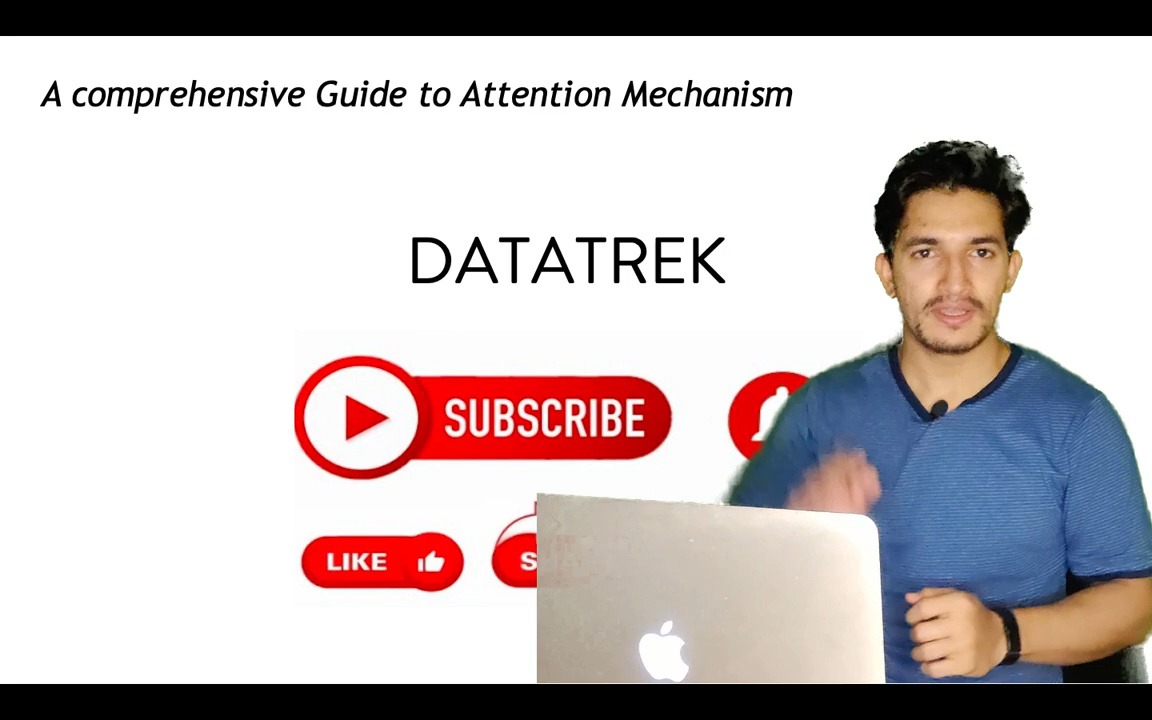 A comprehensive Guide to Attention Mechanism
DATATREK
SUBSCRIBE
LIKE